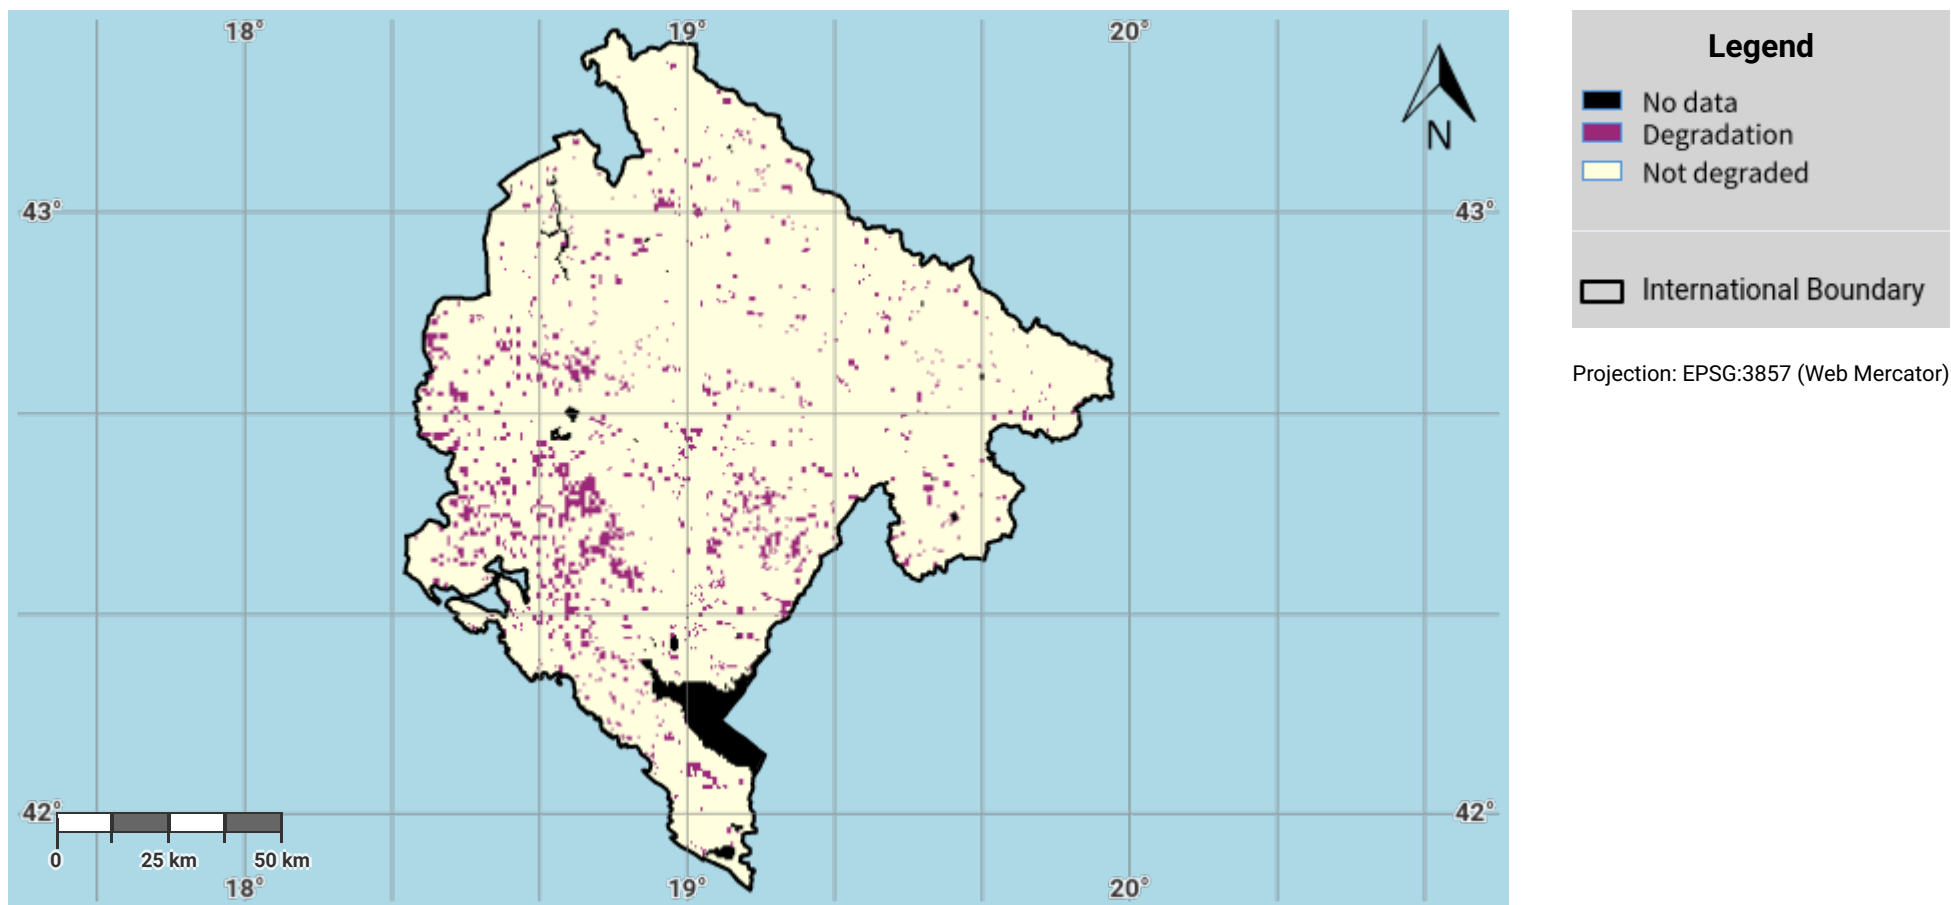 18° 19° 20°
N
43° 43°
42° 42°
0 25 km 50 km
18° 19° 20°
Legend
No data
Degradation
Not degraded
International Boundary
Projection: EPSG:3857 (Web Mercator)